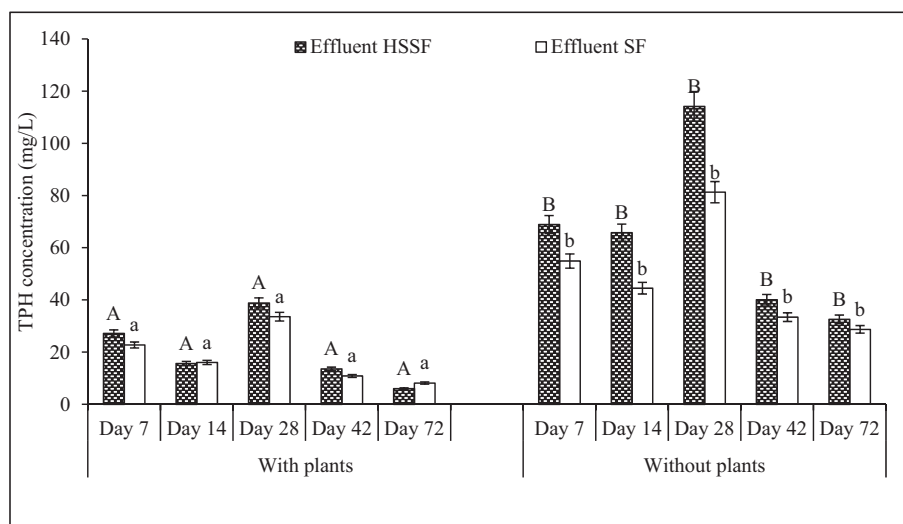 TPH concentration (mg/L)
140
120
100
80
60
40
20
0
Effluent HSSF
Effluent SF
A
a
A
a
A
a
A
a
A
a
B
b
B
b
B
b
B
b
B
b
Day 7
Day 14
Day 28
Day 42
Day 72
Day 7
Day 14
Day 28
Day 42
Day 72
With plants
Without plants